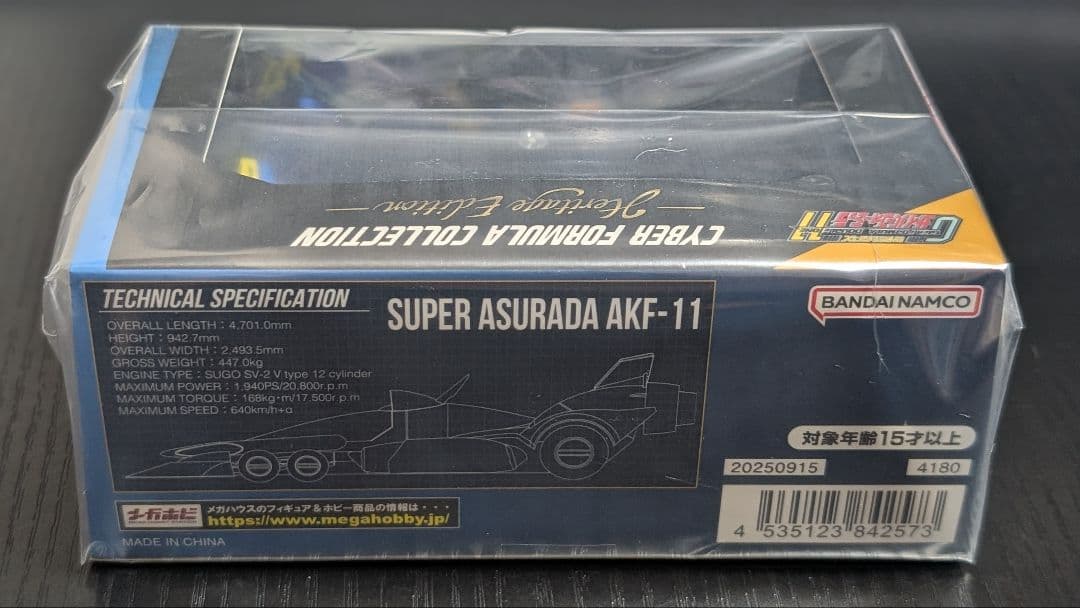 — Heritage Edition —
CYBER FORMULA COLLECTION
11
TECHNICAL SPECIFICATION
SUPER ASURADA AKF-11
OVERALL LENGTH : 4,701.0mm
HEIGHT : 942.7mm
OVERALL WIDTH : 2,493.5mm
GROSS WEIGHT : 447.0kg
ENGINE TYPE : SUGO SV-2 V type 12 cylinder
MAXIMUM POWER : 1,940PS/20,800r.p.m
MAXIMUM TORQUE : 168kg・m/17,500r.p.m
MAXIMUM SPEED : 640km/h+α
BANDAI NAMCO
対象年齢15才以上
20250915
4180
4 535123 842573
メガホビ
メガハウスのフィギュア&ホビー商品の情報は・・・
https://www.megahobby.jp/
MADE IN CHINA